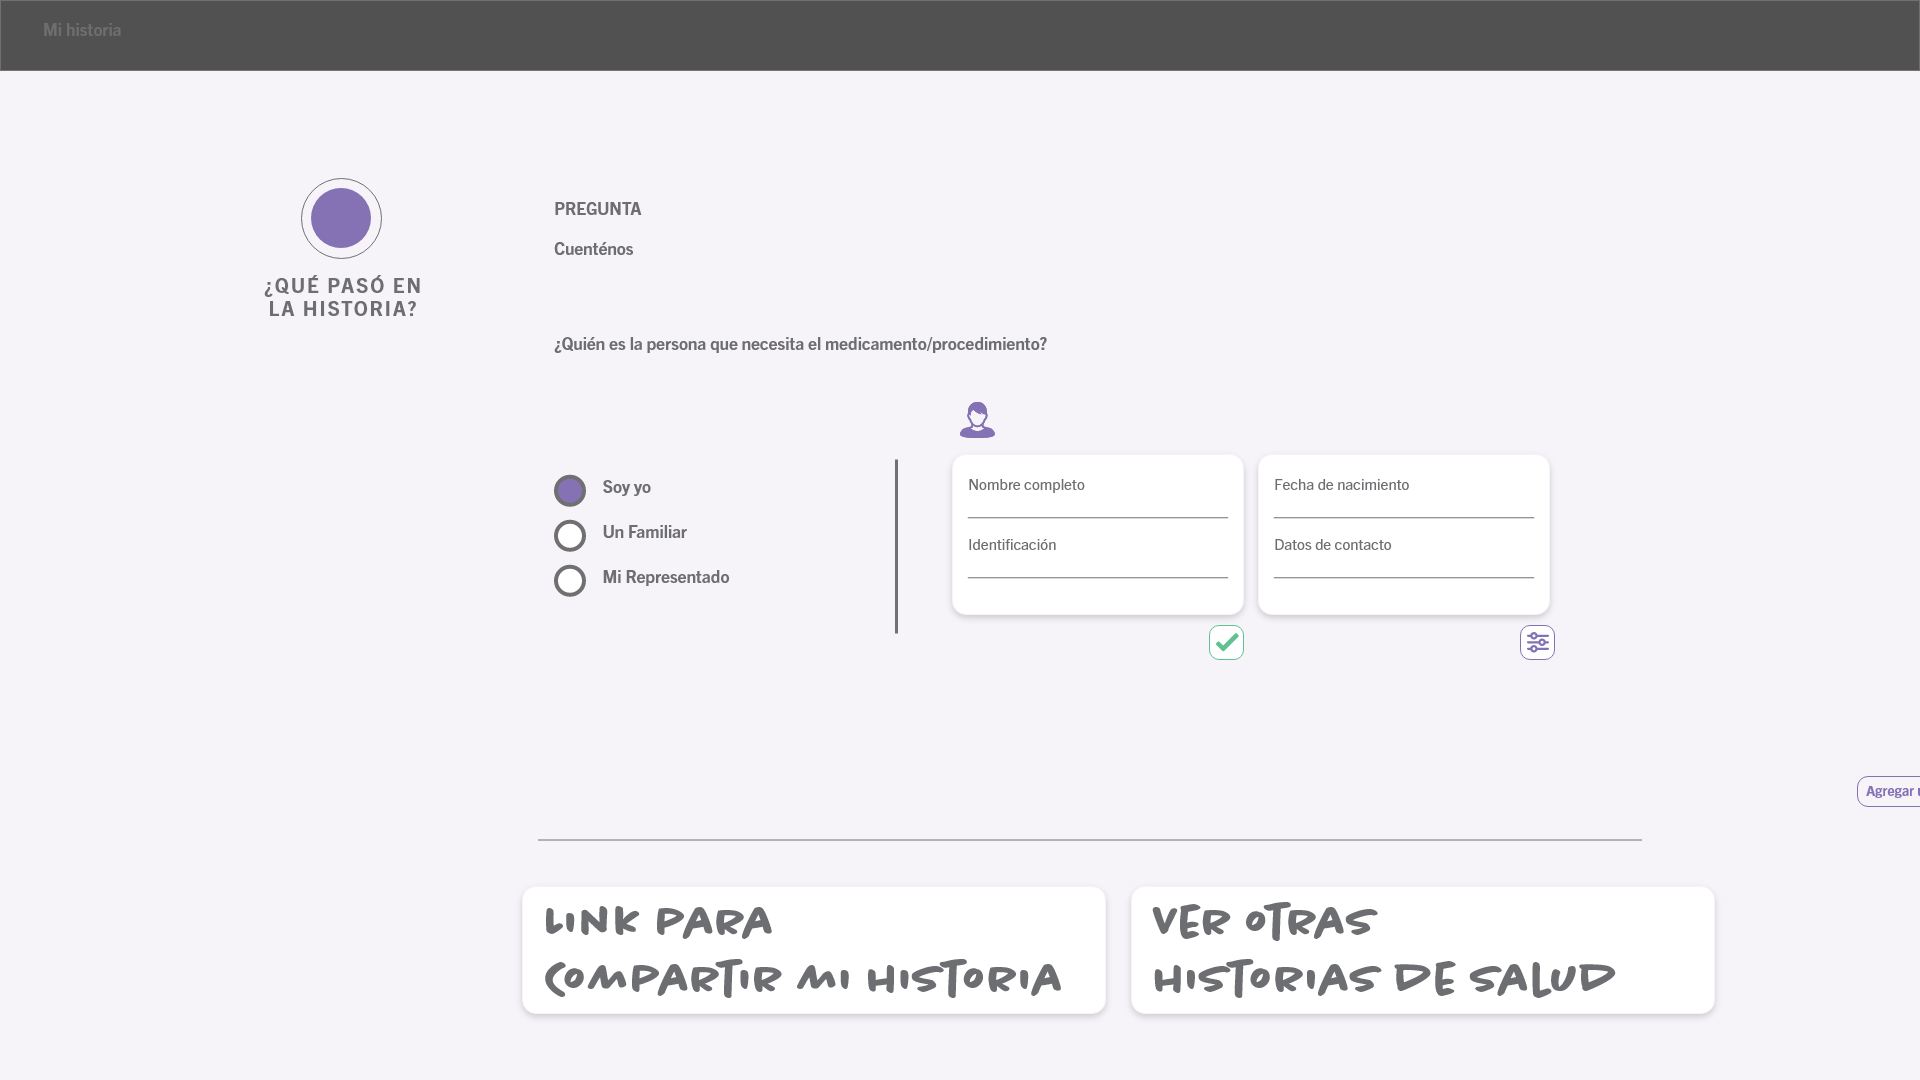 Mi historia
¿QUÉ PASÓ EN
LA HISTORIA?
PREGUNTA
Cuenténos
¿Quién es la persona que necesita el medicamento/procedimiento?
Soy yo
Un Familiar
Mi Representado
Nombre completo
Identificación
Fecha de nacimiento
Datos de contacto
Agregar
LINK PARA
COMPARTIR MI HISTORIA
VER OTRAS
HISTORIAS DE SALUD